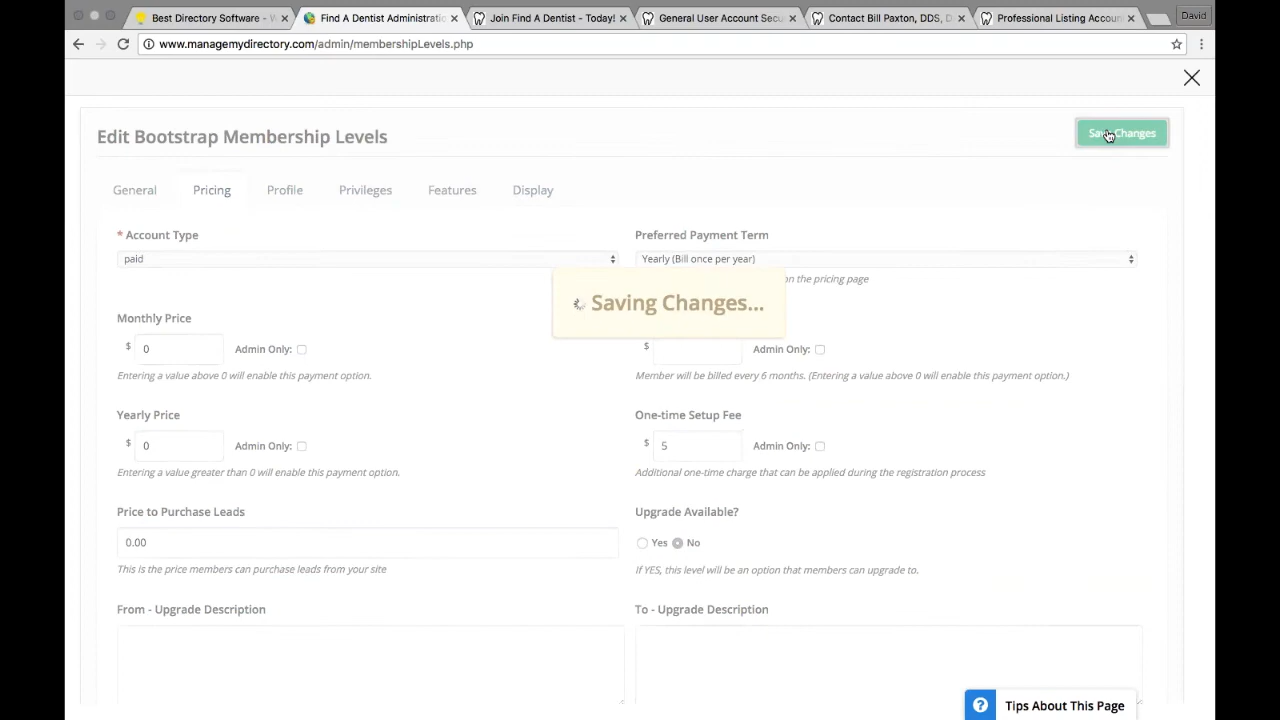 Best Directory Software - W
Find A Dentist Administratio
Join Find A Dentist - Today!
General User Account Secu
Contact Bill Paxton, DDS, D
Professional Listing Accoun
David
www.managemydirectory.com/admin/membershipLevels.php
Edit Bootstrap Membership Levels
Save Changes
General
Pricing
Profile
Privileges
Features
Display
* Account Type
Preferred Payment Term
paid
Yearly (Bill once per year)
on the pricing page
Saving Changes...
Monthly Price
$ 0 Admin Only:
$ Admin Only:
Entering a value above 0 will enable this payment option.
Member will be billed every 6 months. (Entering a value above 0 will enable this payment option.)
Yearly Price
One-time Setup Fee
$ 0 Admin Only:
$ 5 Admin Only:
Entering a value greater than 0 will enable this payment option.
Additional one-time charge that can be applied during the registration process
Price to Purchase Leads
Upgrade Available?
0.00
Yes No
This is the price members can purchase leads from your site
If YES, this level will be an option that members can upgrade to.
From - Upgrade Description
To - Upgrade Description
? Tips About This Page